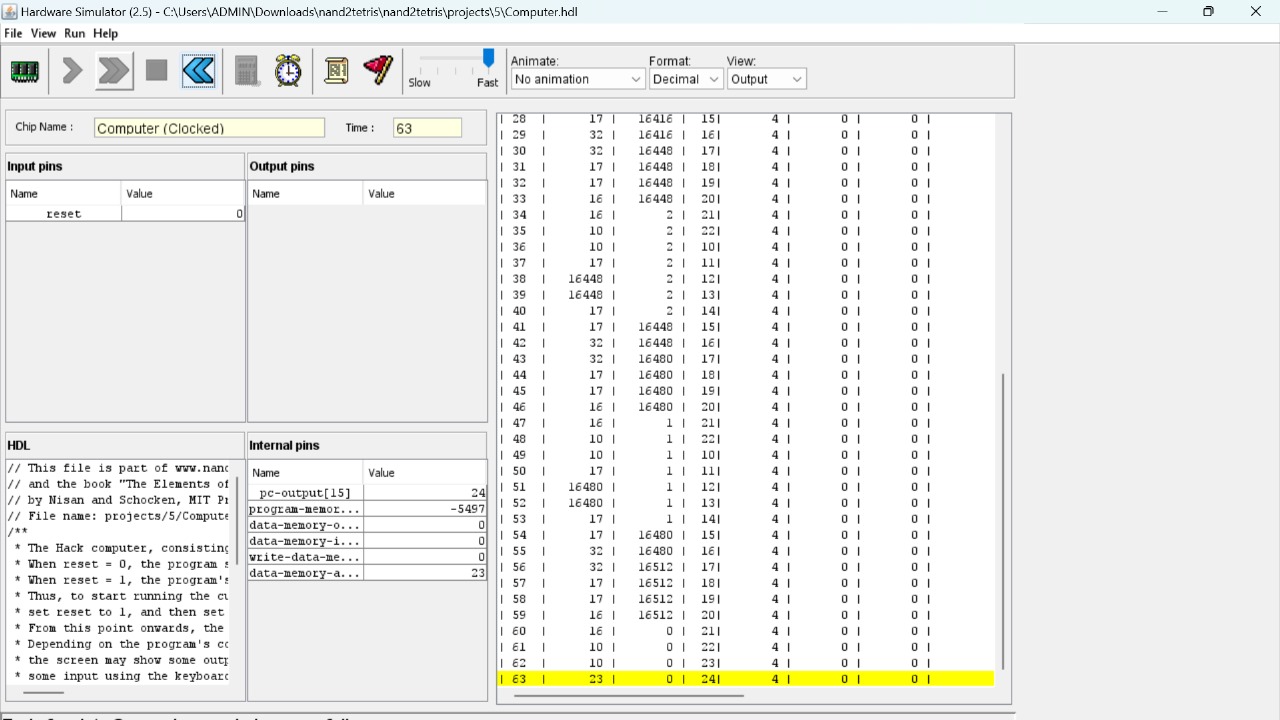 Hardware Simulator (2.5) - C:\Users\ADMIN\Downloads\nand2tetris\nand2tetris\projects\5\Computer.hdl
File View Run Help
Animate: Format: View:
Slow Fast No animation Decimal Output
Chip Name : Computer (Clocked) Time : 63
Input pins Output pins
Name Value Name Value
reset 0
HDL Internal pins
Name Value
// This file is part of www.nanc
// and the book "The Elements of
// by Nisan and Schocken, MIT Pr
// File name: projects/5/Compute
/**
* The Hack computer, consisting
* When reset = 0, the program s
* When reset = 1, the program's
* Thus, to start running the cu
* set reset to 1, and then set
* From this point onwards, the
* Depending on the program's co
* the screen may show some outp
* some input using the keyboard
pc-output[15] 24
program-memor... -5497
data-memory-o... 0
data-memory-i... 0
write-data-me... 0
data-memory-a... 23
| 28 | 17 | 16416 | 15| 4 | 0 | 0 |
| 29 | 32 | 16416 | 16| 4 | 0 | 0 |
| 30 | 32 | 16448 | 17| 4 | 0 | 0 |
| 31 | 17 | 16448 | 18| 4 | 0 | 0 |
| 32 | 17 | 16448 | 19| 4 | 0 | 0 |
| 33 | 16 | 16448 | 20| 4 | 0 | 0 |
| 34 | 16 | 2 | 21| 4 | 0 | 0 |
| 35 | 10 | 2 | 22| 4 | 0 | 0 |
| 36 | 10 | 2 | 10| 4 | 0 | 0 |
| 37 | 17 | 2 | 11| 4 | 0 | 0 |
| 38 | 16448 | 2 | 12| 4 | 0 | 0 |
| 39 | 16448 | 2 | 13| 4 | 0 | 0 |
| 40 | 17 | 2 | 14| 4 | 0 | 0 |
| 41 | 17 | 16448 | 15| 4 | 0 | 0 |
| 42 | 32 | 16448 | 16| 4 | 0 | 0 |
| 43 | 32 | 16480 | 17| 4 | 0 | 0 |
| 44 | 17 | 16480 | 18| 4 | 0 | 0 |
| 45 | 17 | 16480 | 19| 4 | 0 | 0 |
| 46 | 16 | 16480 | 20| 4 | 0 | 0 |
| 47 | 16 | 1 | 21| 4 | 0 | 0 |
| 48 | 10 | 1 | 22| 4 | 0 | 0 |
| 49 | 10 | 1 | 10| 4 | 0 | 0 |
| 50 | 17 | 1 | 11| 4 | 0 | 0 |
| 51 | 16480 | 1 | 12| 4 | 0 | 0 |
| 52 | 16480 | 1 | 13| 4 | 0 | 0 |
| 53 | 17 | 1 | 14| 4 | 0 | 0 |
| 54 | 17 | 16480 | 15| 4 | 0 | 0 |
| 55 | 32 | 16480 | 16| 4 | 0 | 0 |
| 56 | 32 | 16512 | 17| 4 | 0 | 0 |
| 57 | 17 | 16512 | 18| 4 | 0 | 0 |
| 58 | 17 | 16512 | 19| 4 | 0 | 0 |
| 59 | 16 | 16512 | 20| 4 | 0 | 0 |
| 60 | 16 | 0 | 21| 4 | 0 | 0 |
| 61 | 10 | 0 | 22| 4 | 0 | 0 |
| 62 | 10 | 0 | 23| 4 | 0 | 0 |
| 63 | 23 | 0 | 24| 4 | 0 | 0 |